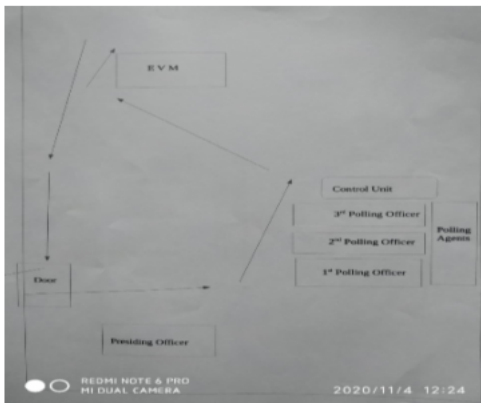 E V M
Control Unit
3rd Polling Officer
2nd Polling Officer
1st Polling Officer
Polling
Agents
Door
Presiding Officer
REDMI NOTE 6 PRO
MI DUAL CAMERA
2020/11/4 12:24